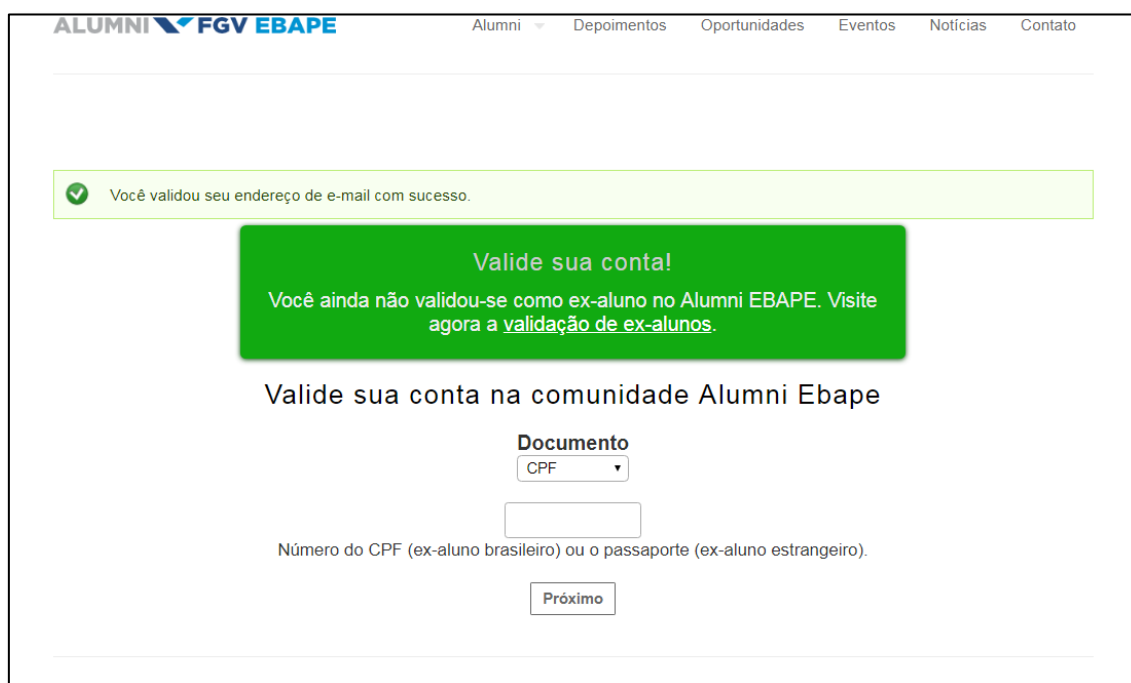 ALUMNI FGV EBAPE
Alumni Depoimentos Oportunidades Eventos Notícias Contato
Você validou seu endereço de e-mail com sucesso.
Valide sua conta!
Você ainda não validou-se como ex-aluno no Alumni EBAPE. Visite
agora a validação de ex-alunos.
Valide sua conta na comunidade Alumni Ebape
Documento
CPF
Número do CPF (ex-aluno brasileiro) ou o passaporte (ex-aluno estrangeiro).
Próximo